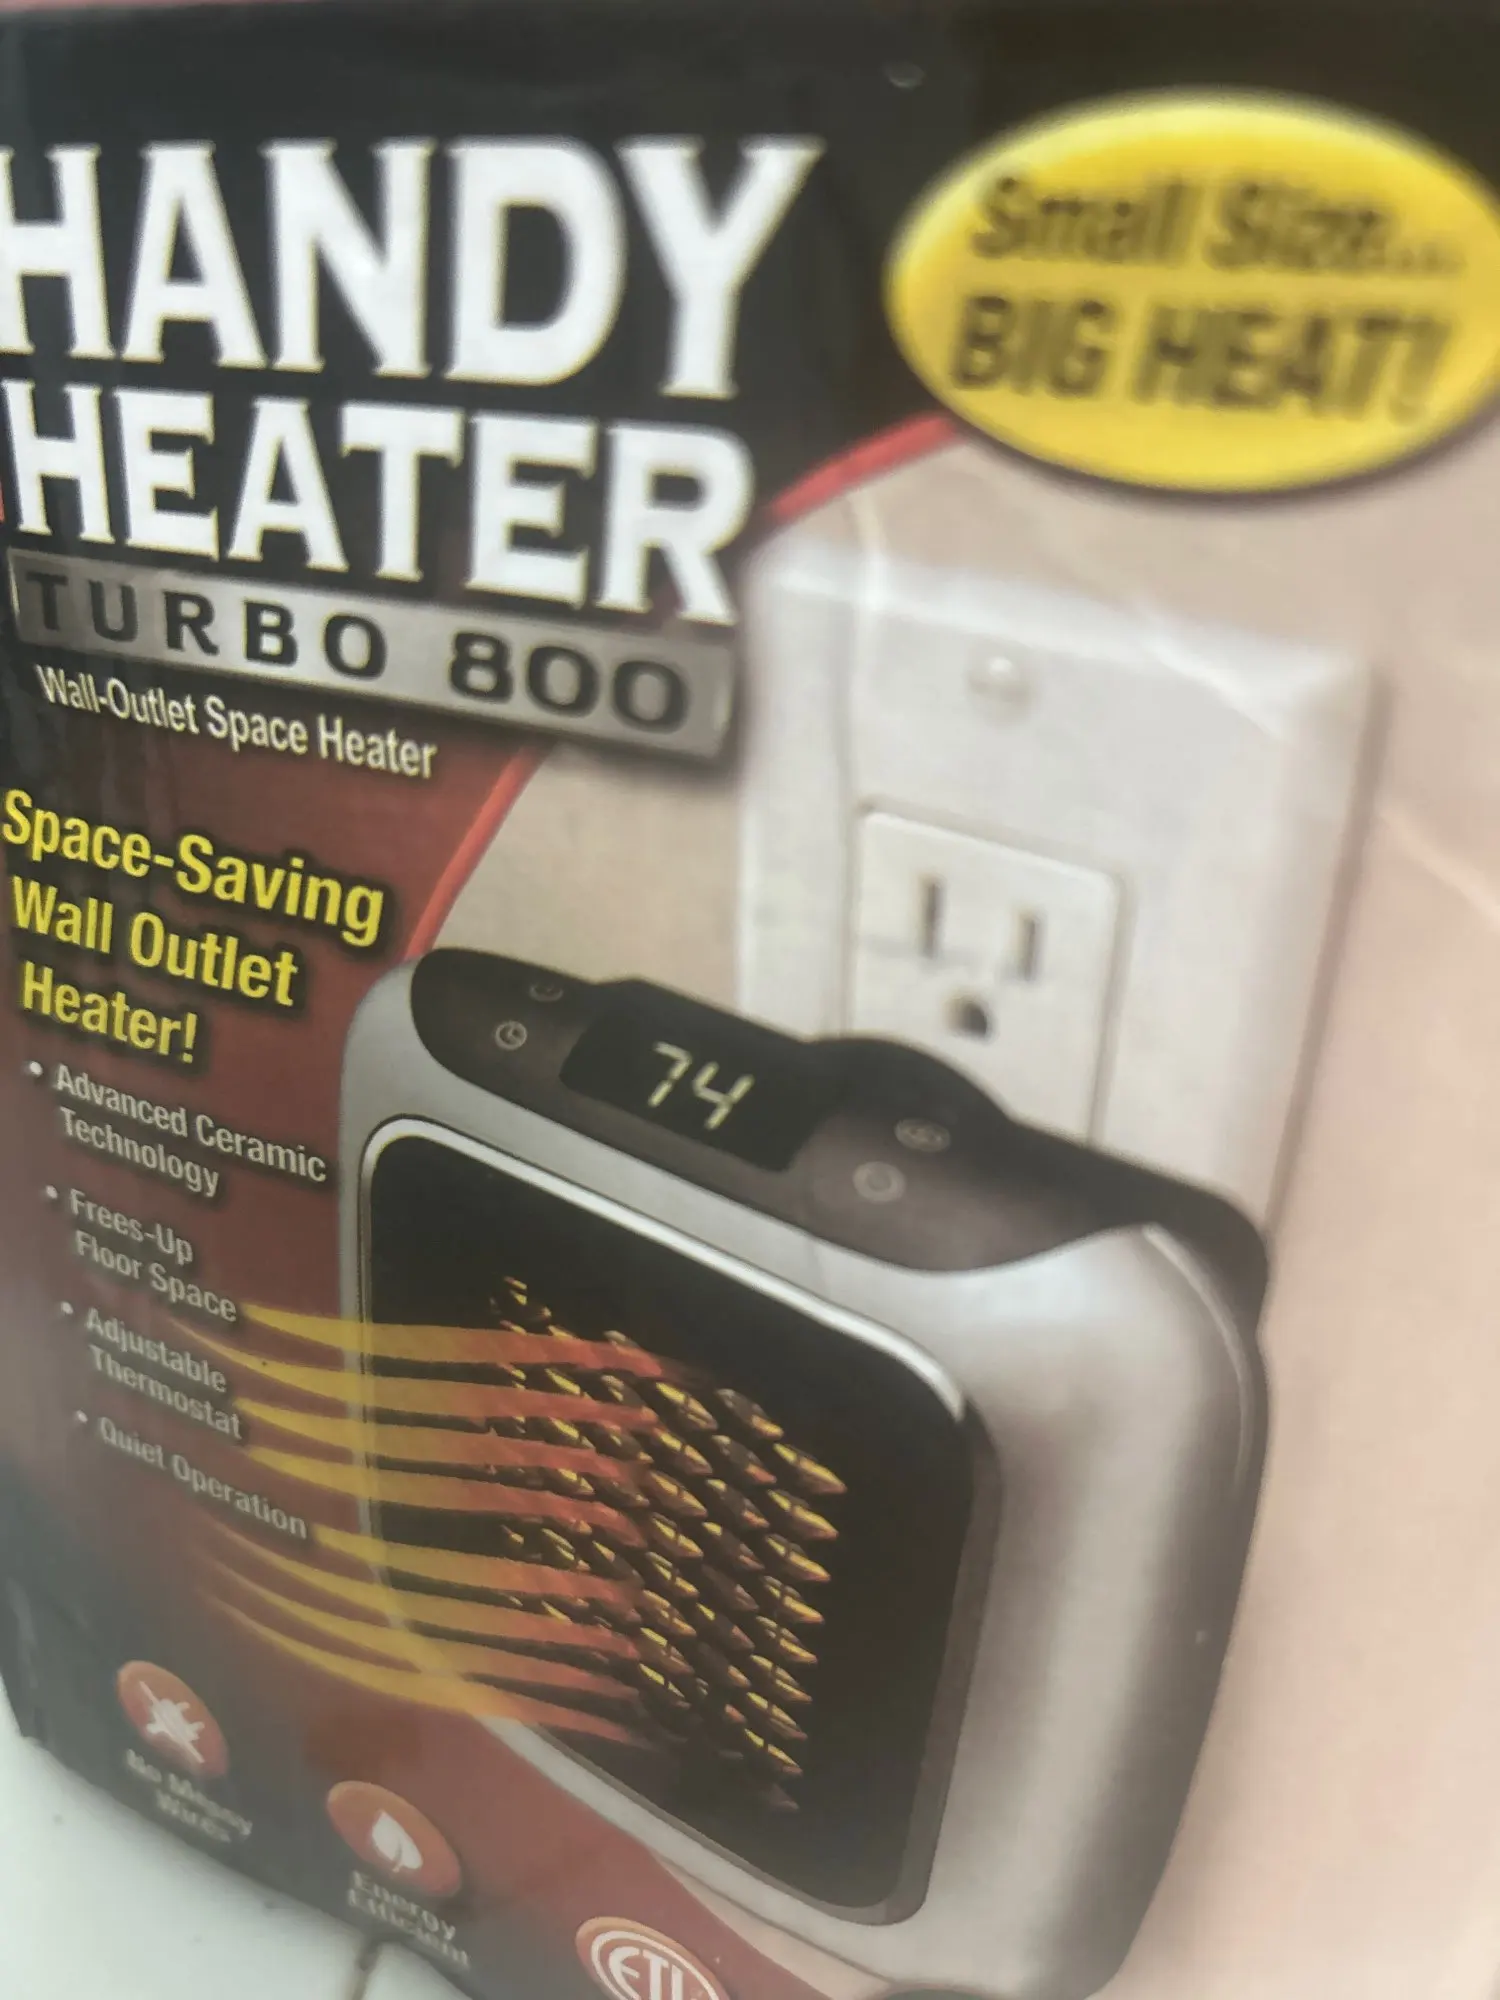 HANDY
HEATER
TURBO 800
Wall-Outlet Space Heater
Small Size...
BIG HEAT!
Space-Saving
Wall Outlet
Heater!
• Advanced Ceramic
Technology
• Frees-Up
Floor Space
• Adjustable
Thermostat
• Quiet Operation
74
No Messy
Wires
Energy
Efficient
ETL